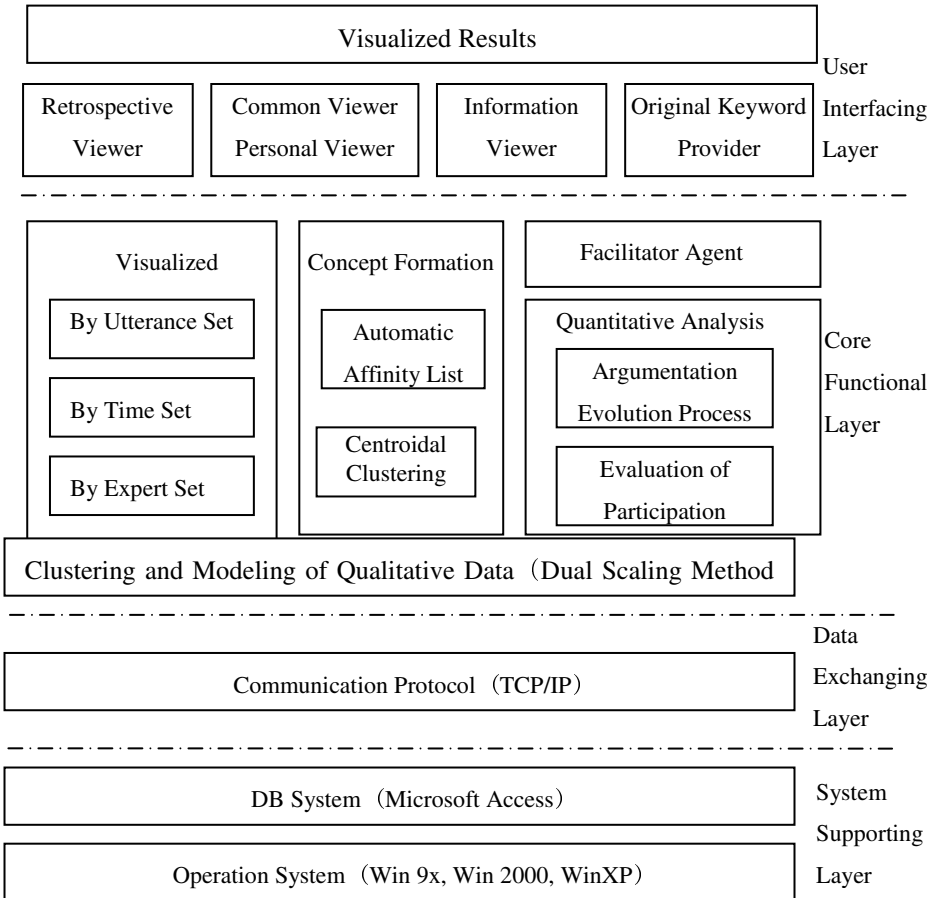 Visualized Results
User
Interfacing
Layer
Retrospective
Viewer
Common Viewer
Personal Viewer
Information
Viewer
Original Keyword
Provider
Visualized
By Utterance Set
By Time Set
By Expert Set
Concept Formation
Automatic
Affinity List
Centroidal
Clustering
Facilitator Agent
Quantitative Analysis
Argumentation
Evolution Process
Evaluation of
Participation
Core
Functional
Layer
Clustering and Modeling of Qualitative Data（Dual Scaling Method
Data
Exchanging
Layer
Communication Protocol（TCP/IP）
DB System（Microsoft Access）
Operation System（Win 9x, Win 2000, WinXP）
System
Supporting
Layer